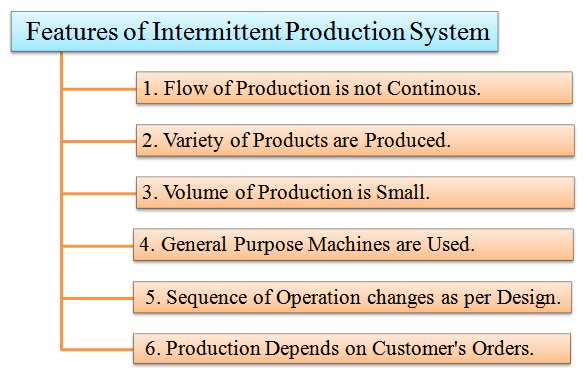 Features of Intermittent Production System
1. Flow of Production is not Continous.
2. Variety of Products are Produced.
3. Volume of Production is Small.
4. General Purpose Machines are Used.
5. Sequence of Operation changes as per Design.
6. Production Depends on Customer's Orders.